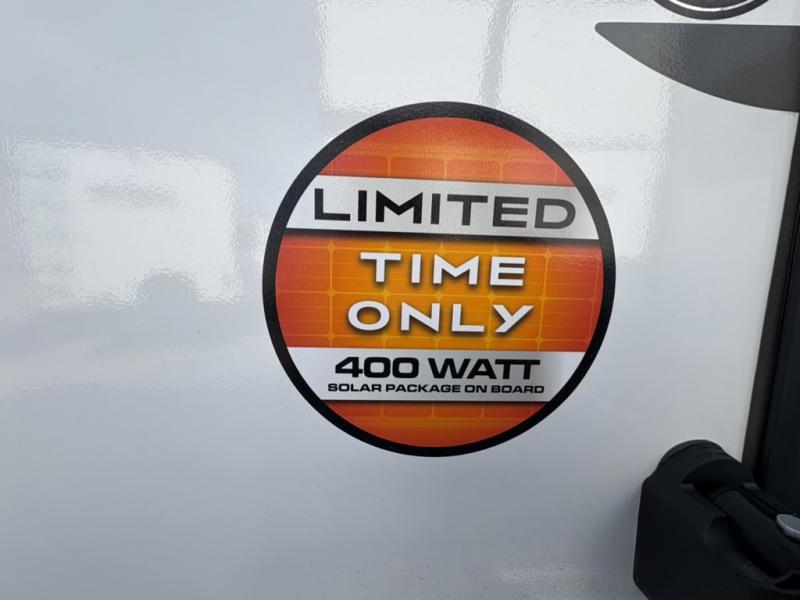 LIMITED
TIME
ONLY
400 WATT
SOLAR PACKAGE ON BOARD